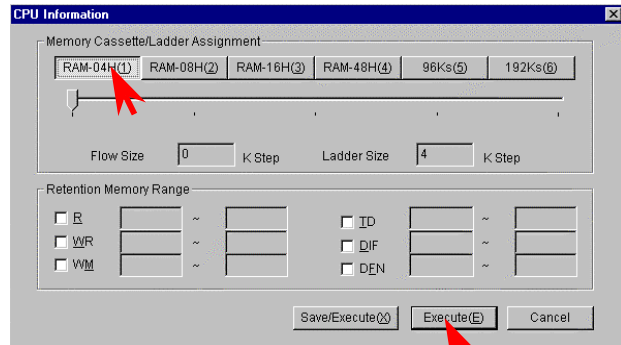 CPU Information
Memory Cassette/Ladder Assignment
RAM-04H(1) RAM-08H(2) RAM-16H(3) RAM-48H(4) 96Ks(5) 192Ks(6)
Flow Size 0 K Step Ladder Size 4 K Step
Retention Memory Range
R ~ TD ~
WR ~ DIF ~
WM ~ DFN ~
Save/Execute(X) Execute(E) Cancel